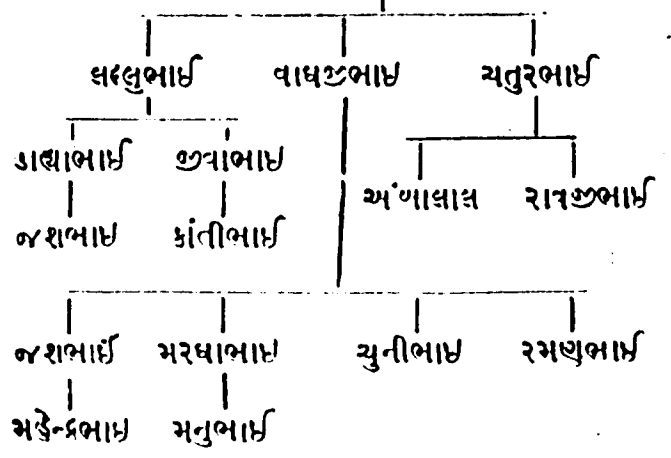 લલ્લુભાઈ વાઘજીભાઈ ચતુરભાઈ
ડાહ્યાભાઈ જીવાભાઈ
અંબાલાલ રાવજીભાઈ
જશભાઈ કાંતીભાઈ
જશભાઈ મરઘાભાઈ ચુનીભાઈ રમણભાઈ
મહેન્દ્રભાઈ મનુભાઈ